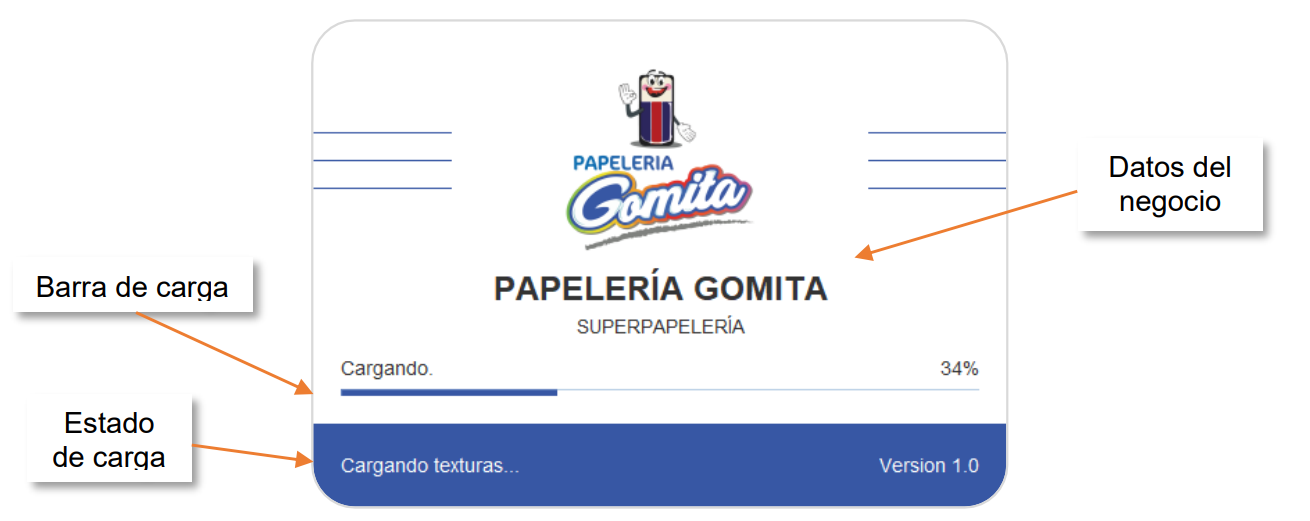 PAPELERIA
Gomita
Datos del
negocio
Barra de carga
PAPELERÍA GOMITA
SUPERPAPELERÍA
Cargando.
34%
Estado
de carga
Cargando texturas...
Version 1.0